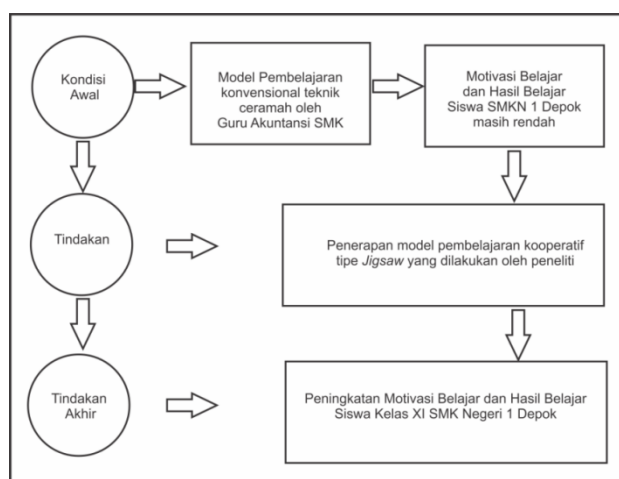 Kondisi
Awal
Model Pembelajaran
konvensional teknik
ceramah oleh
Guru Akuntansi SMK
Motivasi Belajar
dan Hasil Belajar
Siswa SMKN 1 Depok
masih rendah
Tindakan
Penerapan model pembelajaran kooperatif
tipe Jigsaw yang dilakukan oleh peneliti
Tindakan
Akhir
Peningkatan Motivasi Belajar dan Hasil Belajar
Siswa Kelas XI SMK Negeri 1 Depok